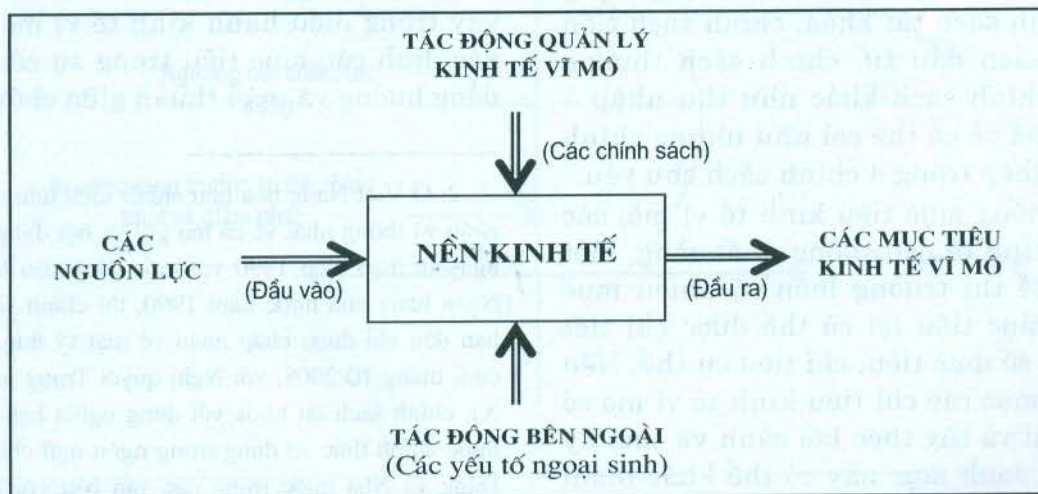 TÁC ĐỘNG QUẢN LÝ
KINH TẾ VĨ MÔ
(Các chính sách)
CÁC
NGUỒN LỰC
(Đầu vào)
NỀN KINH TẾ
(Đầu ra)
CÁC MỤC TIÊU
KINH TẾ VĨ MÔ
TÁC ĐỘNG BÊN NGOÀI
(Các yếu tố ngoại sinh)